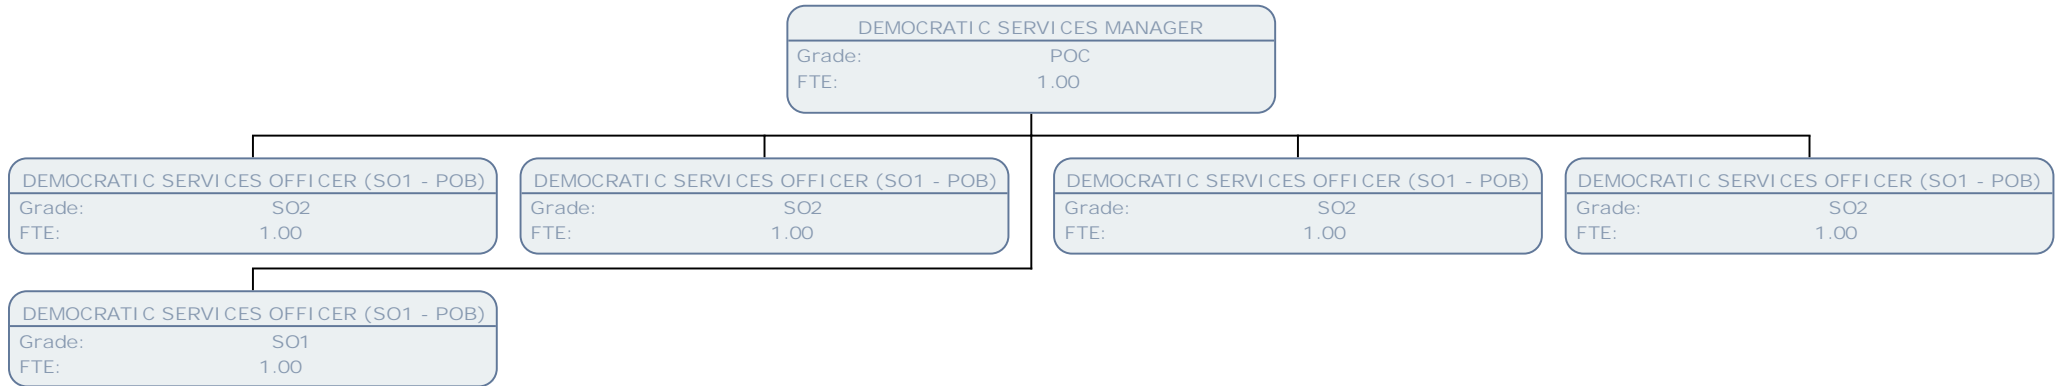 DEMOCRATIC SERVICES MANAGER
Grade: POC
FTE: 1.00
DEMOCRATIC SERVICES OFFICER (SO1 - POB)
Grade: SO2
FTE: 1.00
DEMOCRATIC SERVICES OFFICER (SO1 - POB)
Grade: SO2
FTE: 1.00
DEMOCRATIC SERVICES OFFICER (SO1 - POB)
Grade: SO2
FTE: 1.00
DEMOCRATIC SERVICES OFFICER (SO1 - POB)
Grade: SO2
FTE: 1.00
DEMOCRATIC SERVICES OFFICER (SO1 - POB)
Grade: SO1
FTE: 1.00